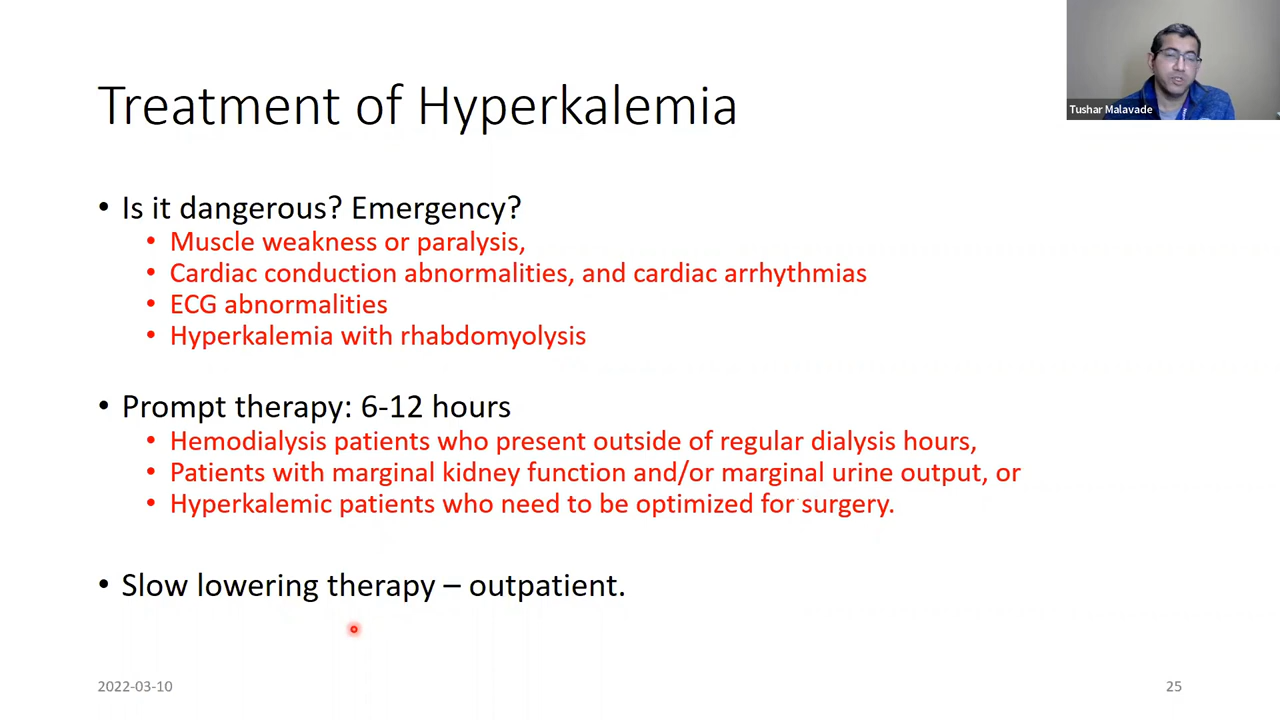 Tushar Malavade
Treatment of Hyperkalemia
• Is it dangerous? Emergency?
• Muscle weakness or paralysis,
• Cardiac conduction abnormalities, and cardiac arrhythmias
• ECG abnormalities
• Hyperkalemia with rhabdomyolysis
• Prompt therapy: 6-12 hours
• Hemodialysis patients who present outside of regular dialysis hours,
• Patients with marginal kidney function and/or marginal urine output, or
• Hyperkalemic patients who need to be optimized for surgery.
• Slow lowering therapy – outpatient.
2022-03-10
25